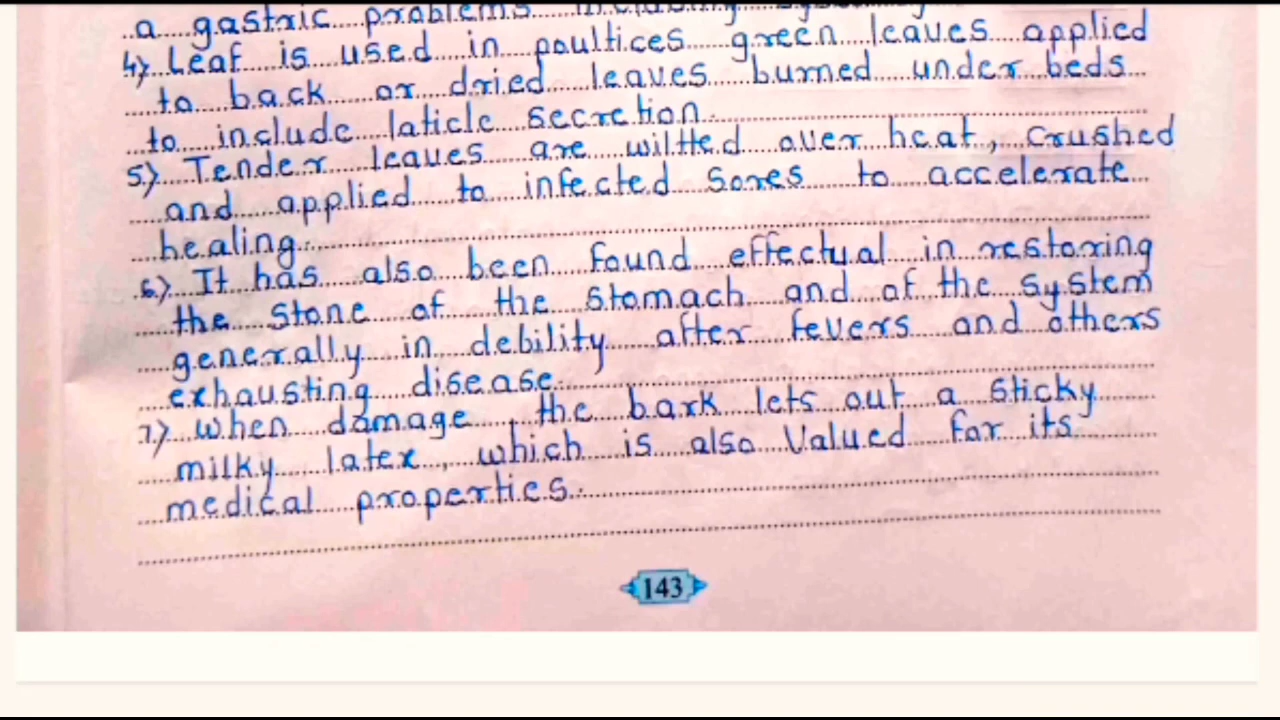 a gastric problems including
4) Leaf is used in poultices green leaves applied
to back or dried leaves burned under beds
to include laticle secretion.
5) Tender leaves are wiltted over heat, crushed
and applied to infected sores to accelerate
healing.
6) It has also been found effectual in restoring
the stone of the stomach and of the system
generally in debility after fevers and others
exhausting disease.
7) When damage, the bark lets out a sticky
milky latex, which is also valued for its
medical properties.
143